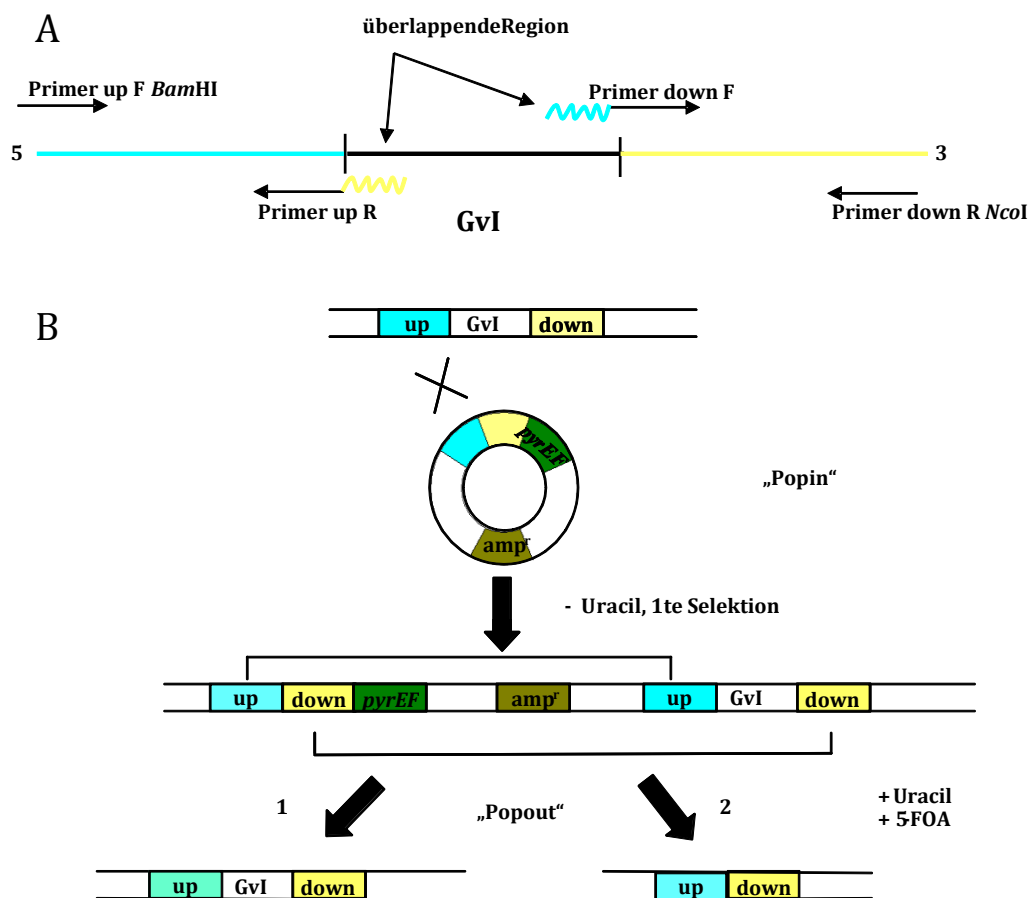 A
überlappendeRegion
Primer up F BamHI
Primer down F
5
3
Primer up R
Primer down R NcoI
GvI
B
up GvI down
pyrEF
„Popin“
ampʳ
- Uracil, 1te Selektion
up down pyrEF ampʳ up GvI down
1
„Popout“
2
+ Uracil
+ 5-FOA
up GvI down
up down